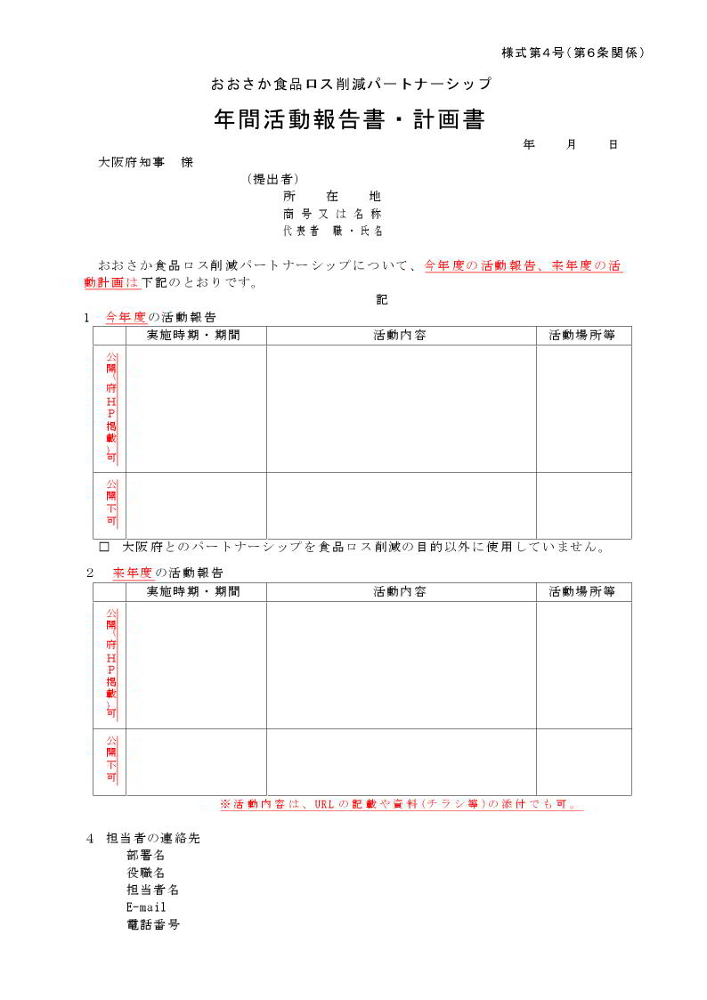 様式第4号(第6条関係)
おおさか食品ロス削減パートナーシップ
年間活動報告書・計画書
年　　月　　日
大阪府知事　様
（提出者）
所　在　地
商号又は名称
代表者　職・氏名
おおさか食品ロス削減パートナーシップについて、今年度の活動報告、来年度の活
動計画は下記のとおりです。
記
1　今年度の活動報告
実施時期・期間　活動内容　活動場所等
公開（府HP掲載）可
公開不可
□　大阪府とのパートナーシップを食品ロス削減の目的以外に使用していません。
2　来年度の活動報告
実施時期・期間　活動内容　活動場所等
公開（府HP掲載）可
公開不可
※活動内容は、URLの記載や資料(チラシ等)の添付でも可。
4　担当者の連絡先
部署名
役職名
担当者名
E-mail
電話番号